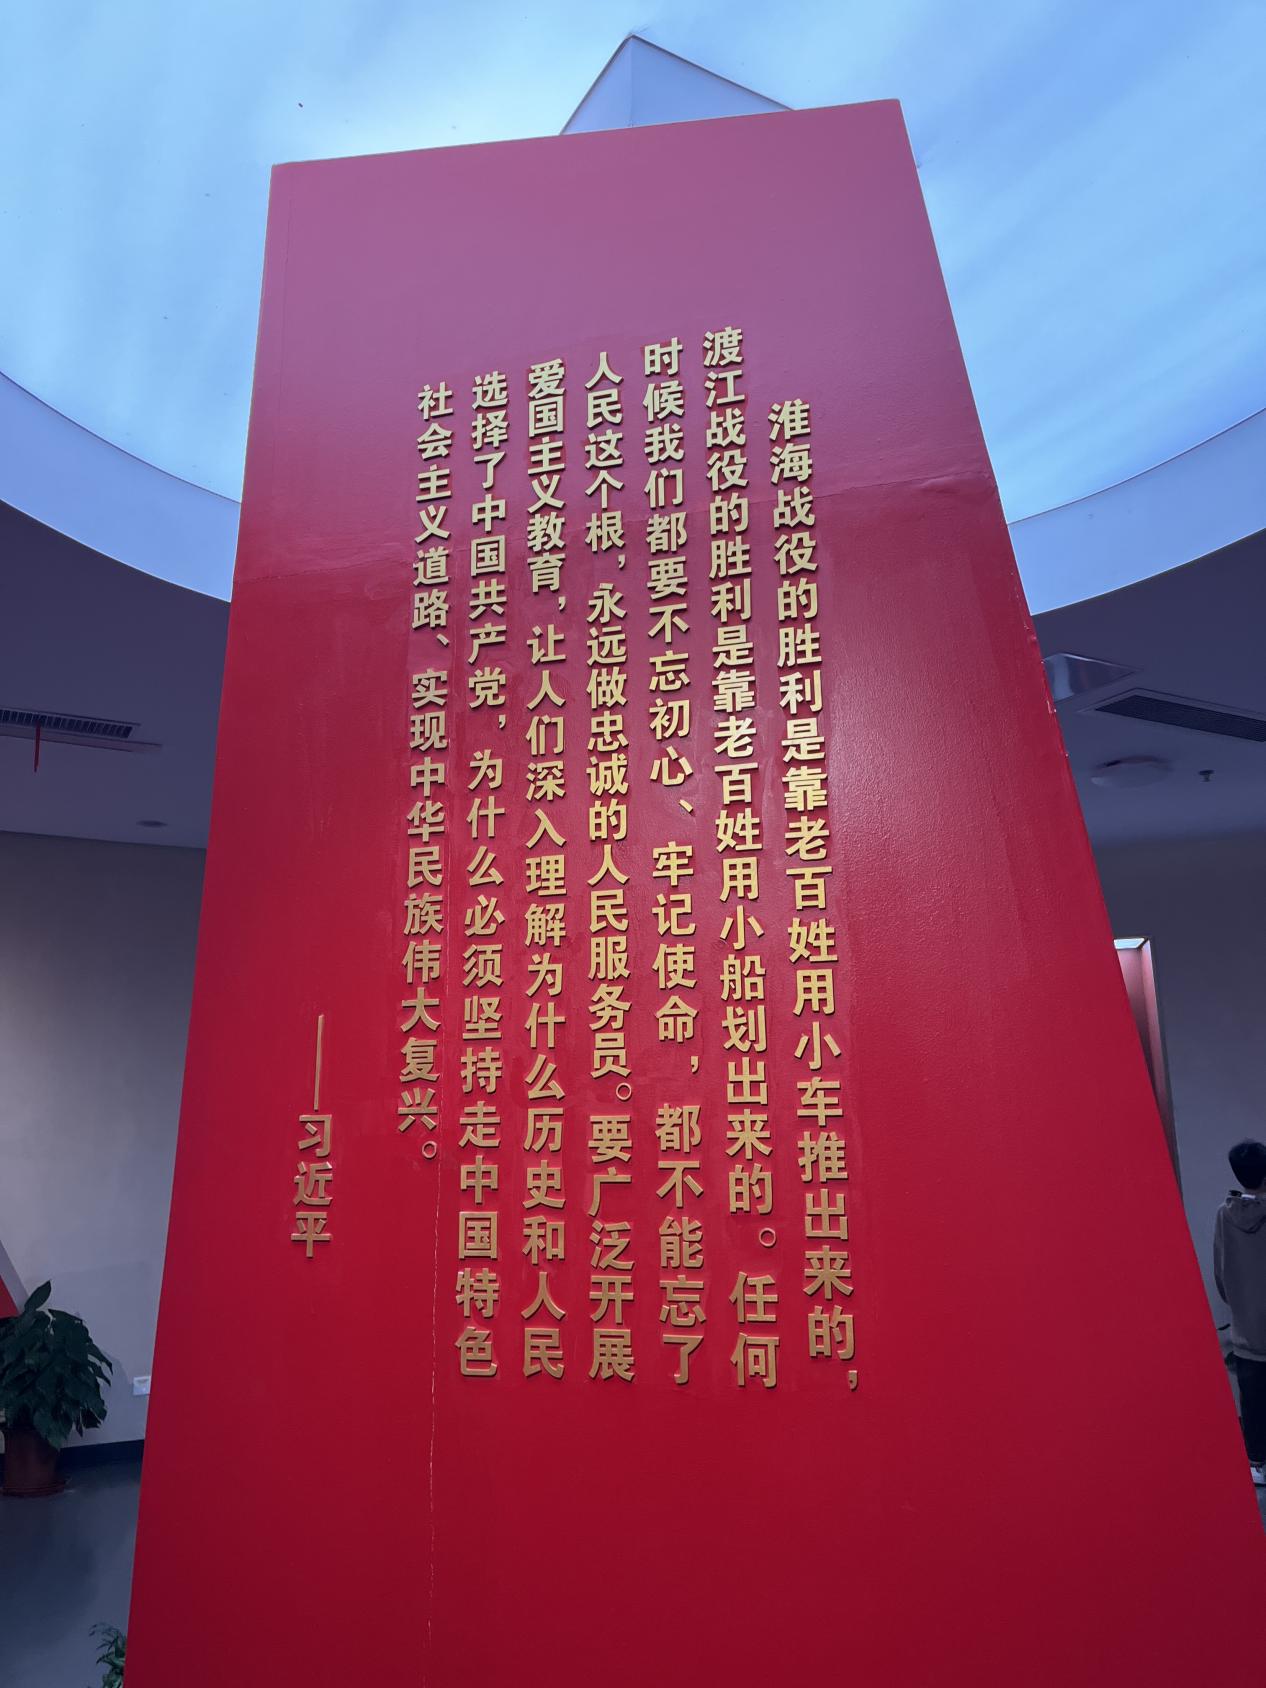 淮海战役的胜利是靠老百姓用小车推出来的，
渡江战役的胜利是靠老百姓用小船划出来的。任何
时候我们都要不忘初心、牢记使命，都不能忘了
人民这个根，永远做忠诚的人民服务员。要广泛开展
爱国主义教育，让人们深入理解为什么历史和人民
选择了中国共产党，为什么必须坚持走中国特色
社会主义道路、实现中华民族伟大复兴。
——习近平